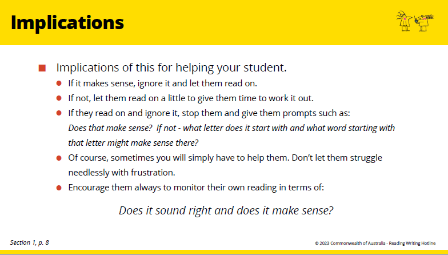 Implications
Implications of this for helping your student.
If it makes sense, ignore it and let them read on.
If not, let them read on a little to give them time to work it out.
If they read on and ignore it, stop them and give them prompts such as:
Does that make sense? If not - what letter does it start with and what word starting with
that letter might make sense there?
Of course, sometimes you will simply have to help them. Don't let them struggle
needlessly with frustration.
Encourage them always to monitor their own reading in terms of:
Does it sound right and does it make sense?
Section 1, p. 8
© 2023 Commonwealth of Australia - Reading Writing Hotline